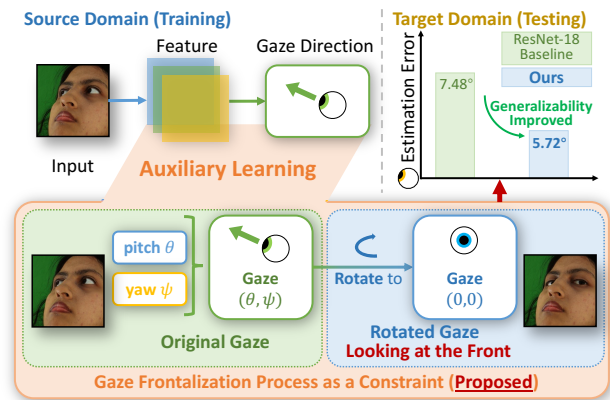 Source Domain (Training)
Feature
Gaze Direction
Input
Auxiliary Learning
Target Domain (Testing)
Estimation Error
ResNet-18
Baseline
Ours
7.48°
Generalizability
Improved
5.72°
pitch θ
yaw ψ
Gaze
(θ, ψ)
Original Gaze
Rotate to
Gaze
(0,0)
Rotated Gaze
Looking at the Front
Gaze Frontalization Process as a Constraint (Proposed)